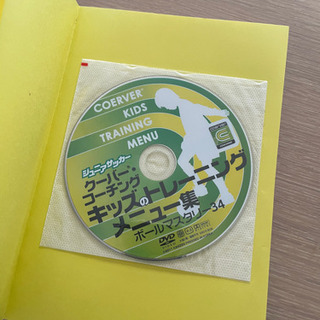 COERVER
KIDS
TRAINING
MENU
ジュニアサッカー
クーバー・
コーチング
キッズのトレーニング
メニュー集
ボールマスタリー34
DVD